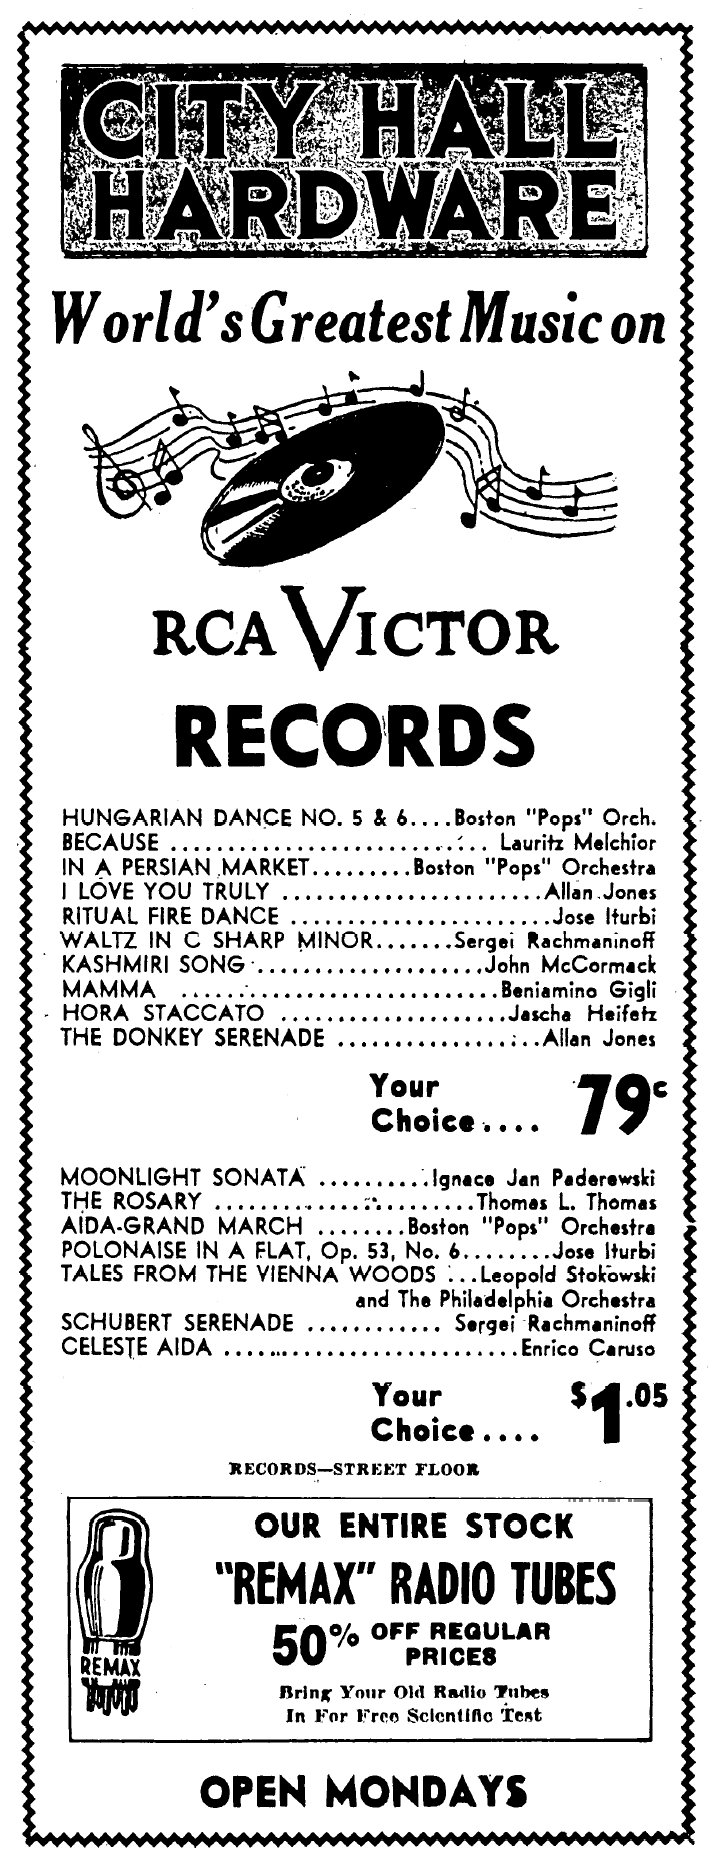 CITY HALL
HARDWARE
World's Greatest Music on
RCA VICTOR
RECORDS
HUNGARIAN DANCE NO. 5 & 6....Boston "Pops" Orch.
BECAUSE ............................ Lauritz Melchior
IN A PERSIAN MARKET.........Boston "Pops" Orchestra
I LOVE YOU TRULY .......................Allan Jones
RITUAL FIRE DANCE .......................Jose Iturbi
WALTZ IN C SHARP MINOR.......Sergei Rachmaninoff
KASHMIRI SONG ....................John McCormack
MAMMA ............................Beniamino Gigli
HORA STACCATO ....................Jascha Heifetz
THE DONKEY SERENADE ..................Allan Jones
Your
Choice.... 79c
MOONLIGHT SONATA ..........Ignace Jan Paderewski
THE ROSARY .......................Thomas L. Thomas
AIDA-GRAND MARCH ........Boston "Pops" Orchestra
POLONAISE IN A FLAT, Op. 53, No. 6........Jose Iturbi
TALES FROM THE VIENNA WOODS ...Leopold Stokowski
and The Philadelphia Orchestra
SCHUBERT SERENADE ............ Sergei Rachmaninoff
CELESTE AIDA ..........................Enrico Caruso
Your
Choice.... $1.05
RECORDS—STREET FLOOR
OUR ENTIRE STOCK
"REMAX" RADIO TUBES
50% OFF REGULAR
PRICES
REMAX
Bring Your Old Radio Tubes
In For Free Scientific Test
OPEN MONDAYS